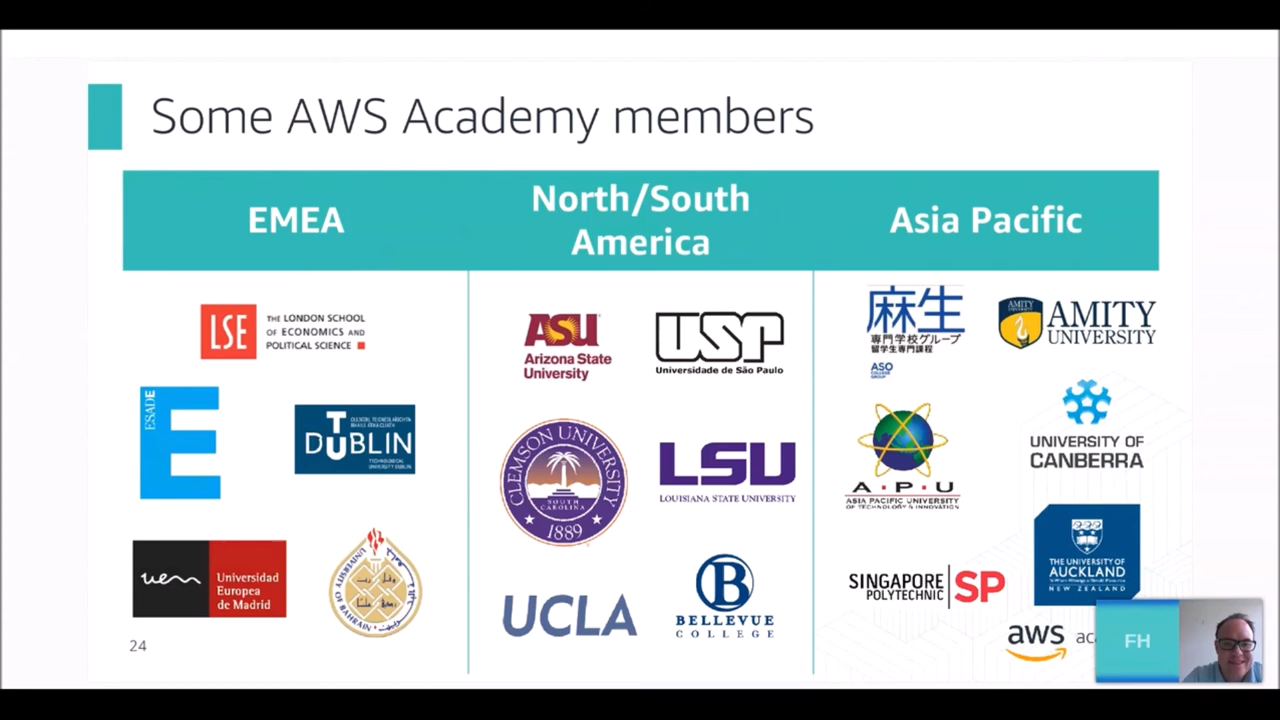 Some AWS Academy members
EMEA
North/South
America
Asia Pacific
LSE
THE LONDON SCHOOL
OF ECONOMICS AND
POLITICAL SCIENCE
ESADE
E
TU
DUBLIN
TECHNOLOGICAL
UNIVERSITY DUBLIN
uem
Universidad
Europea
de Madrid
UNIVERSITY OF BAHRAIN
ASU
Arizona State
University
USP
Universidade de São Paulo
CLEMSON UNIVERSITY
SOUTH
CAROLINA
1889
LSU
LOUISIANA STATE UNIVERSITY
UCLA
B
BELLEVUE
COLLEGE
麻生
専門学校グループ
留学生専門課程
ASO
COLLEGE
GROUP
AMITY
UNIVERSITY
AMITY
UNIVERSITY
A·P·U
ASIA PACIFIC UNIVERSITY
OF TECHNOLOGY & INNOVATION
UNIVERSITY OF
CANBERRA
SINGAPORE
POLYTECHNIC
SP
THE UNIVERSITY OF
AUCKLAND
NEW ZEALAND
24
aws
FH